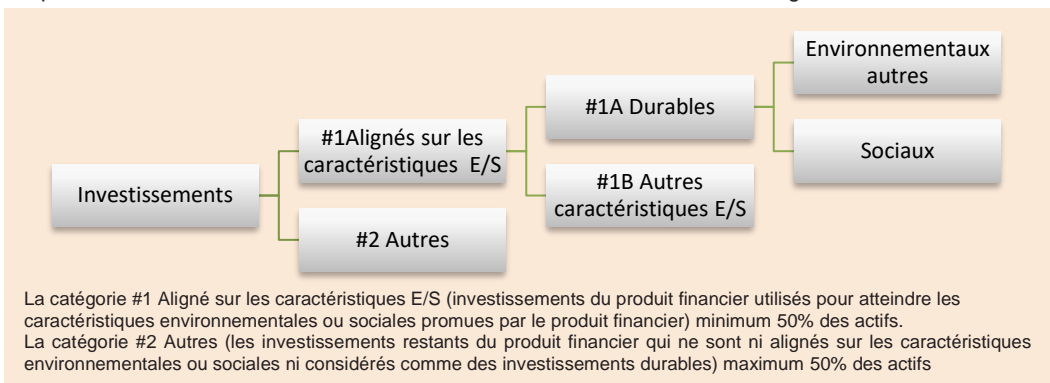 Environnementaux
autres
#1A Durables
#1Alignés sur les
caractéristiques E/S
Sociaux
Investissements
#1B Autres
caractéristiques E/S
#2 Autres
La catégorie #1 Aligné sur les caractéristiques E/S (investissements du produit financier utilisés pour atteindre les
caractéristiques environnementales ou sociales promues par le produit financier) minimum 50% des actifs.
La catégorie #2 Autres (les investissements restants du produit financier qui ne sont ni alignés sur les caractéristiques
environnementales ou sociales ni considérés comme des investissements durables) maximum 50% des actifs